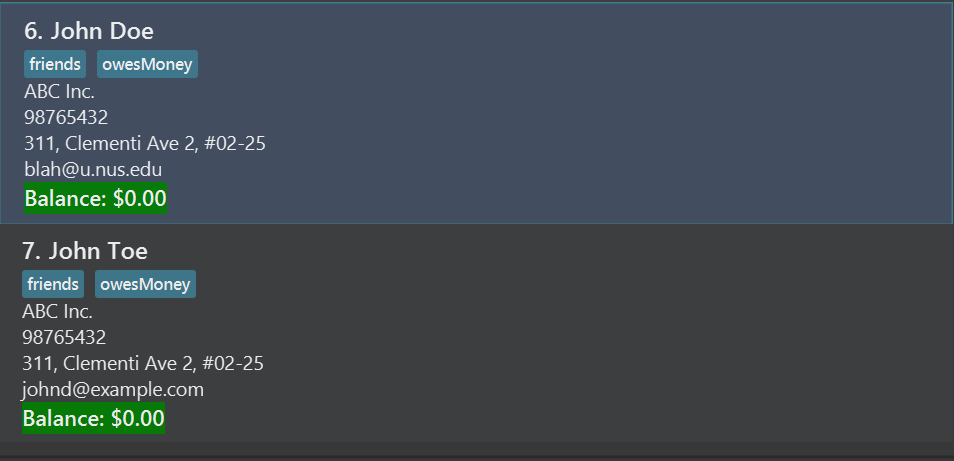 6. John Doe
friends owesMoney
ABC Inc.
98765432
311, Clementi Ave 2, #02-25
blah@u.nus.edu
Balance: $0.00
7. John Toe
friends owesMoney
ABC Inc.
98765432
311, Clementi Ave 2, #02-25
johnd@example.com
Balance: $0.00